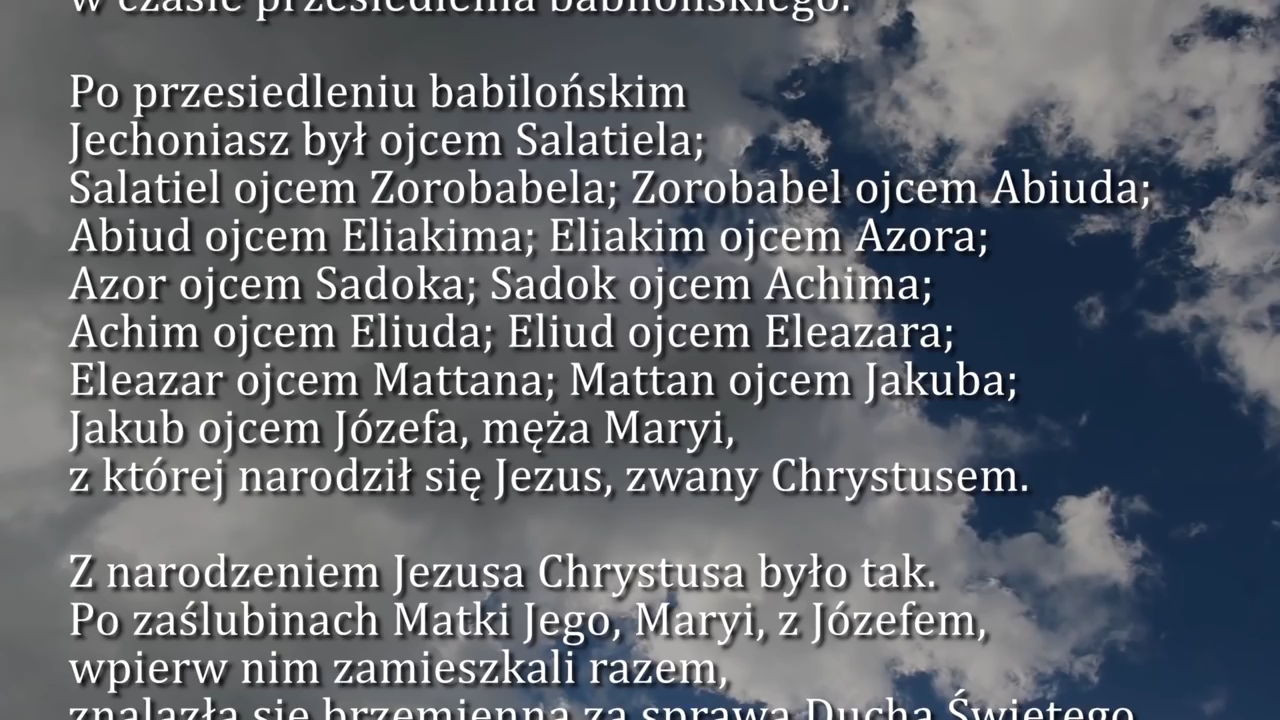 w czasie przesiedlenia babilońskiego.
Po przesiedleniu babilońskim
Jechoniasz był ojcem Salatiela;
Salatiel ojcem Zorobabela; Zorobabel ojcem Abiuda;
Abiud ojcem Eliakima; Eliakim ojcem Azora;
Azor ojcem Sadoka; Sadok ojcem Achima;
Achim ojcem Eliuda; Eliud ojcem Eleazara;
Eleazar ojcem Mattana; Mattan ojcem Jakuba;
Jakub ojcem Józefa, męża Maryi,
z której narodził się Jezus, zwany Chrystusem.
Z narodzeniem Jezusa Chrystusa było tak.
Po zaślubinach Matki Jego, Maryi, z Józefem,
wpierw nim zamieszkali razem,
znalazła się brzemienną za sprawą Ducha Świętego.